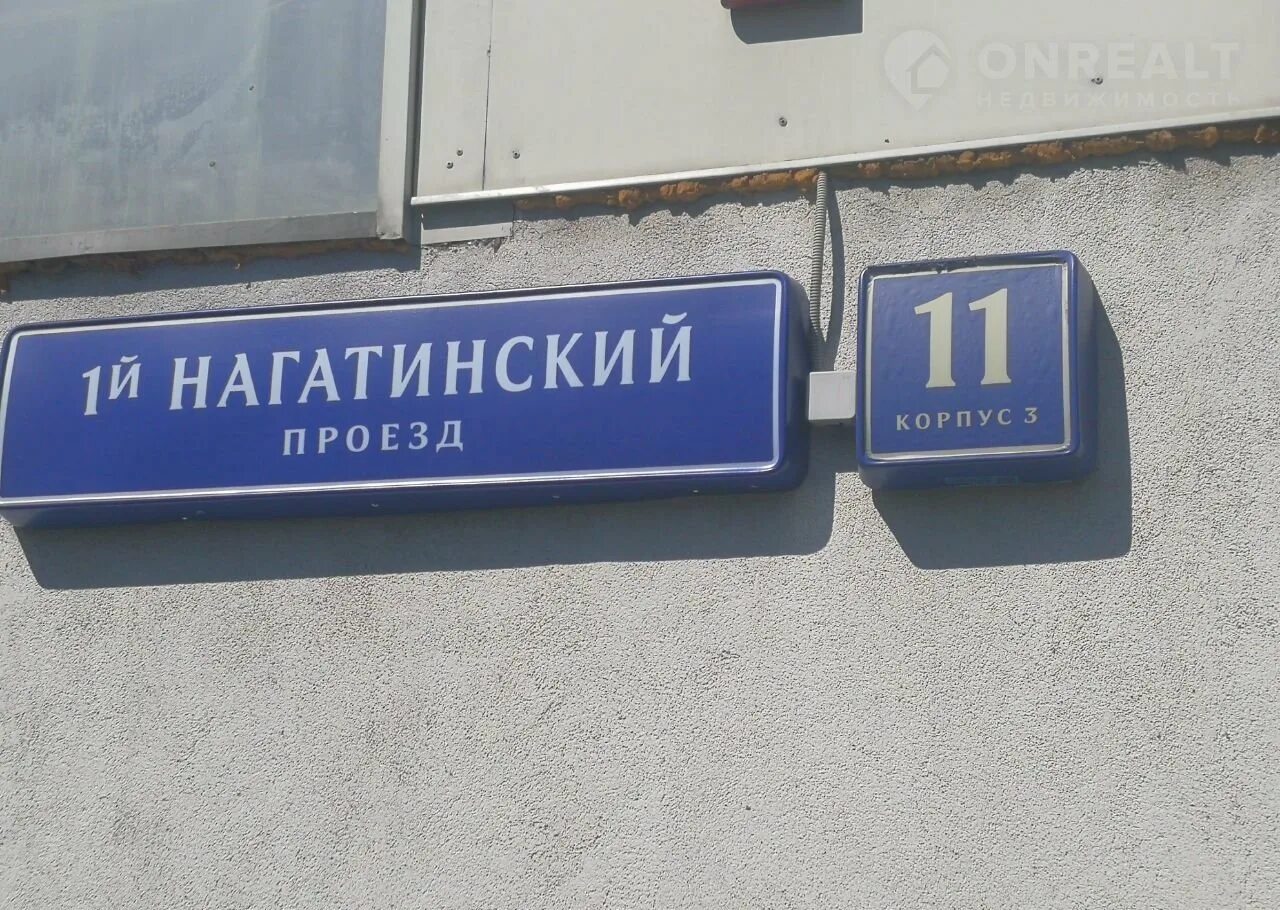 ONREALT
НЕДВИЖИМОСТЬ
1й НАГАТИНСКИЙ
ПРОЕЗД
11
КОРПУС 3